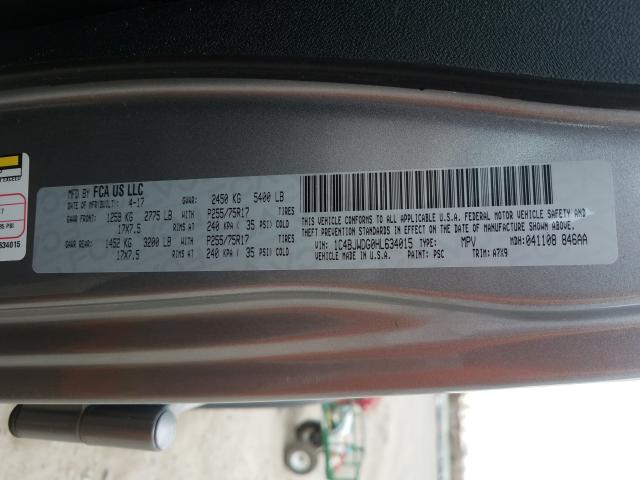 MFD BY FCA US LLC
DATE OF MFR(BUILT): 4-17 GVWR: 2450 KG 5400 LB
GAWR FRONT: 1258 KG 2775 LB P255/75R17 TIRES
17X7.5 RIMS AT 240 KPA ( 35 PSI) COLD
GAWR REAR: 1452 KG 3200 LB P255/75R17 TIRES
17X7.5 RIMS AT 240 KPA ( 35 PSI) COLD
THIS VEHICLE CONFORMS TO ALL APPLICABLE U.S.A. FEDERAL MOTOR VEHICLE SAFETY, BUMPER AND
THEFT PREVENTION STANDARDS IN EFFECT ON THE DATE OF MANUFACTURE SHOWN ABOVE.
VIN: 1C4BJWDG0HL634015 TYPE: MPV MDH: 041108 846AA
VEHICLE MADE IN U.S.A. PAINT: PSC TRIM: A7X9
634015